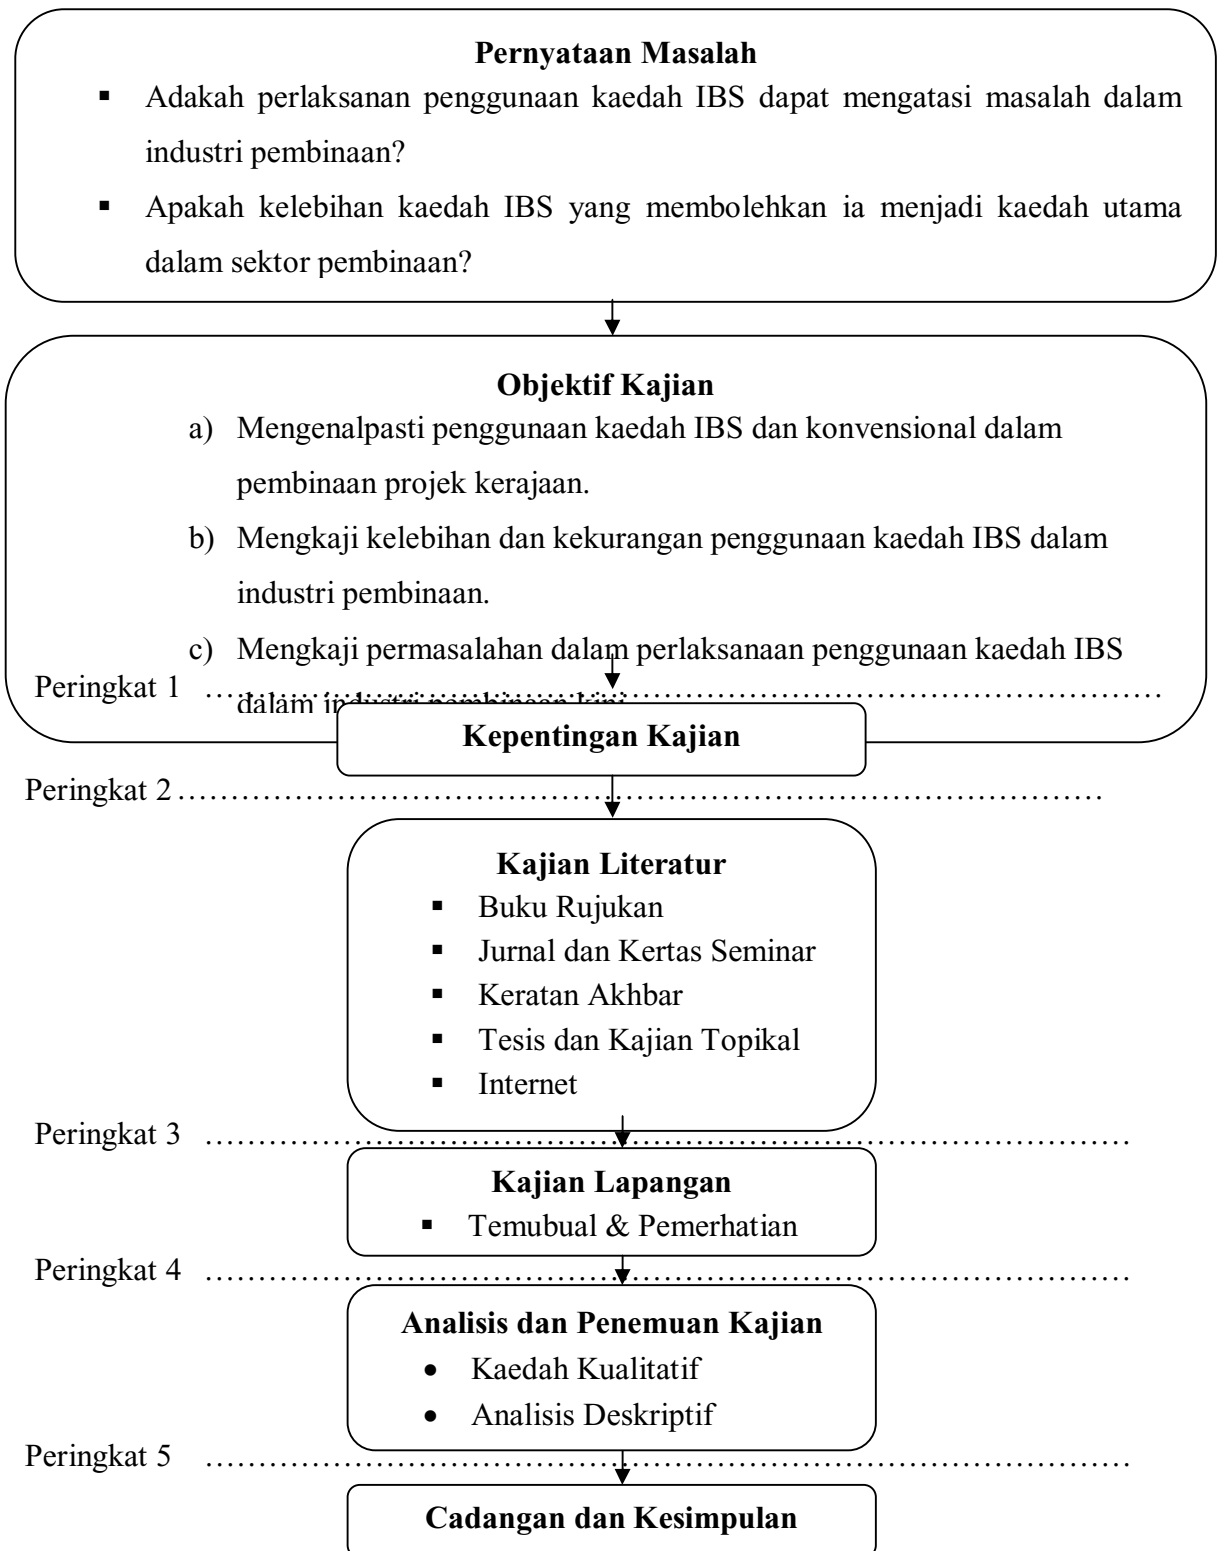 Pernyataan Masalah
▪ Adakah perlaksanan penggunaan kaedah IBS dapat mengatasi masalah dalam
industri pembinaan?
▪ Apakah kelebihan kaedah IBS yang membolehkan ia menjadi kaedah utama
dalam sektor pembinaan?
Objektif Kajian
a) Mengenalpasti penggunaan kaedah IBS dan konvensional dalam
pembinaan projek kerajaan.
b) Mengkaji kelebihan dan kekurangan penggunaan kaedah IBS dalam
industri pembinaan.
c) Mengkaji permasalahan dalam perlaksanaan penggunaan kaedah IBS
Peringkat 1 ……………………………………………………………………………
dalam industri pembinaan kini
Kepentingan Kajian
Peringkat 2 ……………………………………………………………………………
Kajian Literatur
▪ Buku Rujukan
▪ Jurnal dan Kertas Seminar
▪ Keratan Akhbar
▪ Tesis dan Kajian Topikal
▪ Internet
Peringkat 3 ……………………………………………………………………………
Kajian Lapangan
▪ Temubual & Pemerhatian
Peringkat 4 ……………………………………………………………………………
Analisis dan Penemuan Kajian
• Kaedah Kualitatif
• Analisis Deskriptif
Peringkat 5 ……………………………………………………………………………
Cadangan dan Kesimpulan